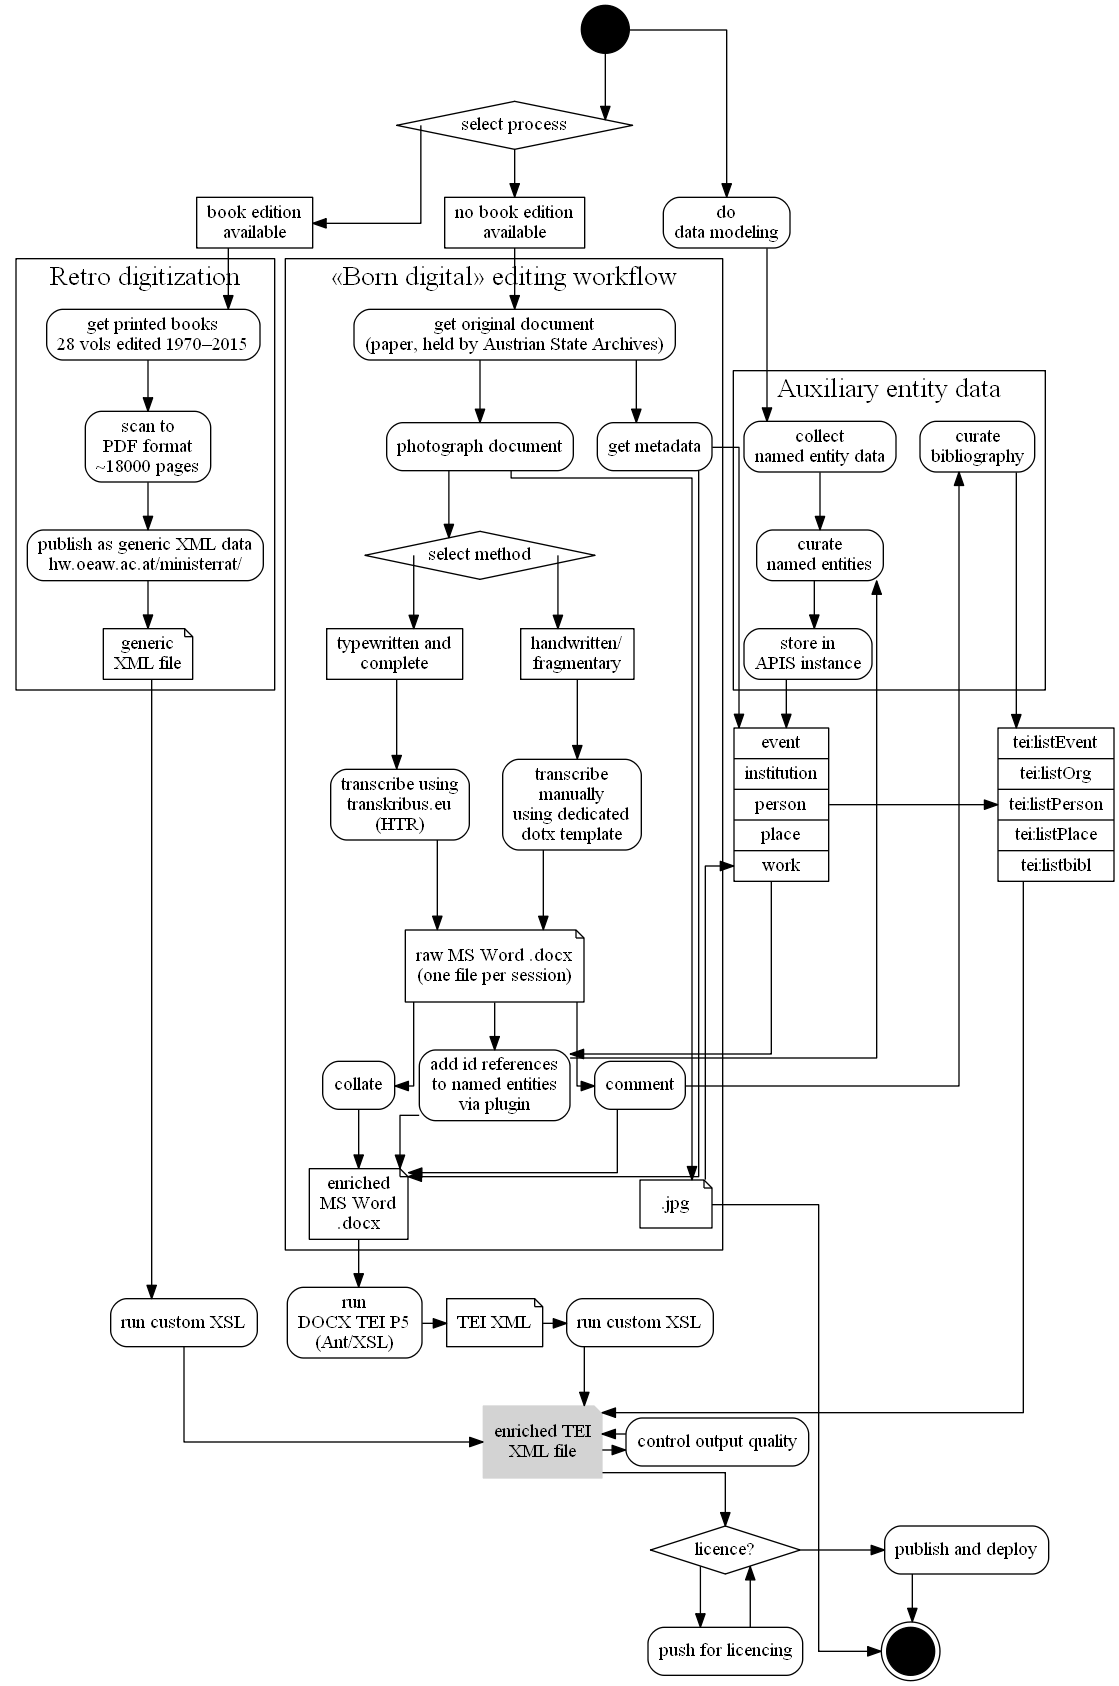 select process
book edition
available
no book edition
available
do
data modeling
Retro digitization
get printed books
28 vols edited 1970–2015
scan to
PDF format
~18000 pages
publish as generic XML data
hw.oeaw.ac.at/ministerrat/
generic
XML file
«Born digital» editing workflow
get original document
(paper, held by Austrian State Archives)
photograph document
get metadata
select method
typewritten and
complete
handwritten/
fragmentary
transcribe using
transkribus.eu
(HTR)
transcribe
manually
using dedicated
dotx template
raw MS Word .docx
(one file per session)
collate
add id references
to named entities
via plugin
comment
enriched
MS Word
.docx
.jpg
Auxiliary entity data
collect
named entity data
curate
bibliography
curate
named entities
store in
APIS instance
event
institution
person
place
work
tei:listEvent
tei:listOrg
tei:listPerson
tei:listPlace
tei:listbibl
run custom XSL
run
DOCX TEI P5
(Ant/XSL)
TEI XML
run custom XSL
enriched TEI
XML file
control output quality
licence?
publish and deploy
push for licencing